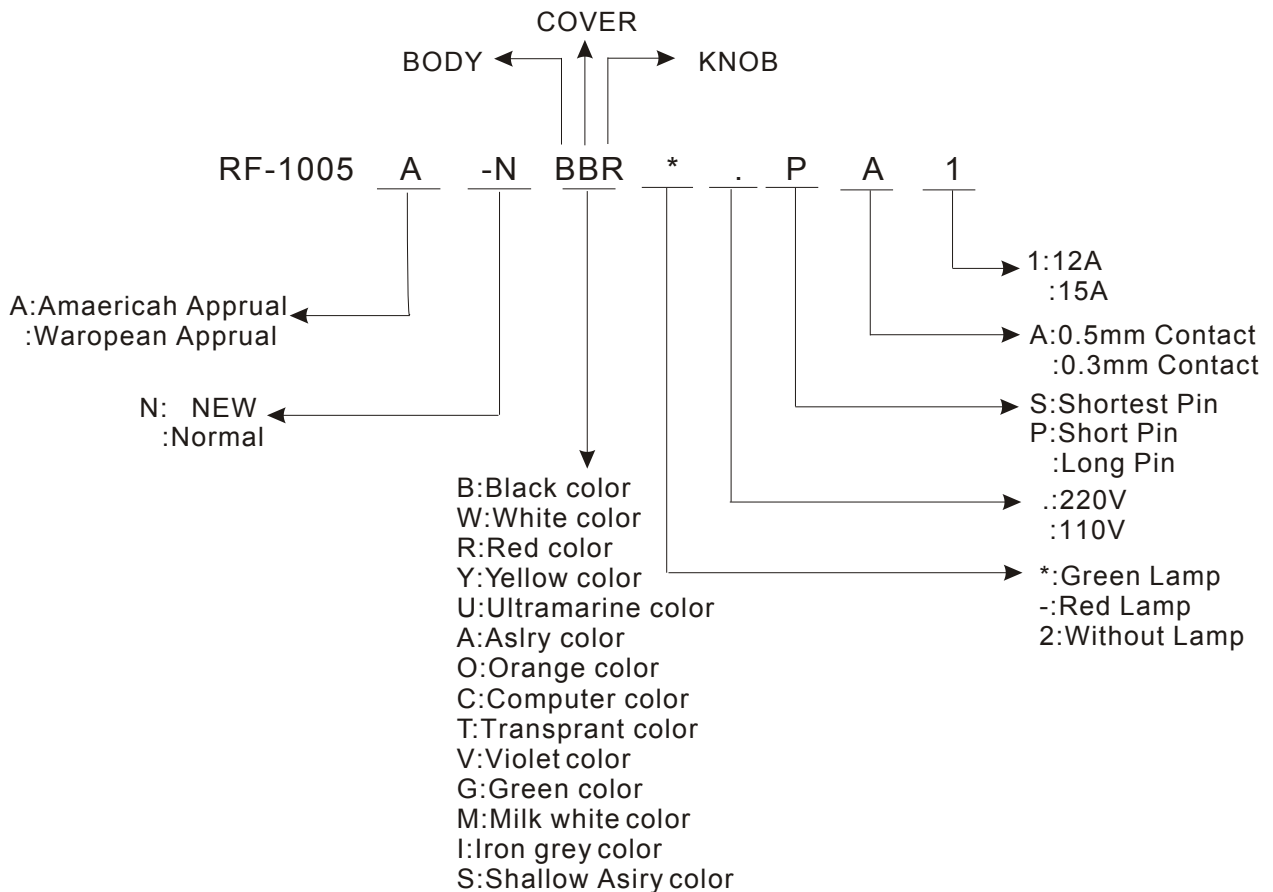 COVER
BODY
KNOB
RF-1005 A -N BBR * . P A 1
1:12A
:15A
A:Amaericah Apprual
:Waropean Apprual
A:0.5mm Contact
:0.3mm Contact
N: NEW
:Normal
S:Shortest Pin
P:Short Pin
:Long Pin
.:220V
:110V
*:Green Lamp
-:Red Lamp
2:Without Lamp
B:Black color
W:White color
R:Red color
Y:Yellow color
U:Ultramarine color
A:Aslry color
O:Orange color
C:Computer color
T:Transprant color
V:Violet color
G:Green color
M:Milk white color
I:Iron grey color
S:Shallow Asiry color